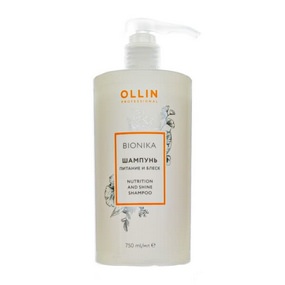 OLLIN
PROFESSIONAL
BIONIKA
ШАМПУНЬ
ПИТАНИЕ И БЛЕСК
NUTRITION
AND SHINE
SHAMPOO
750 ml/мл ℮